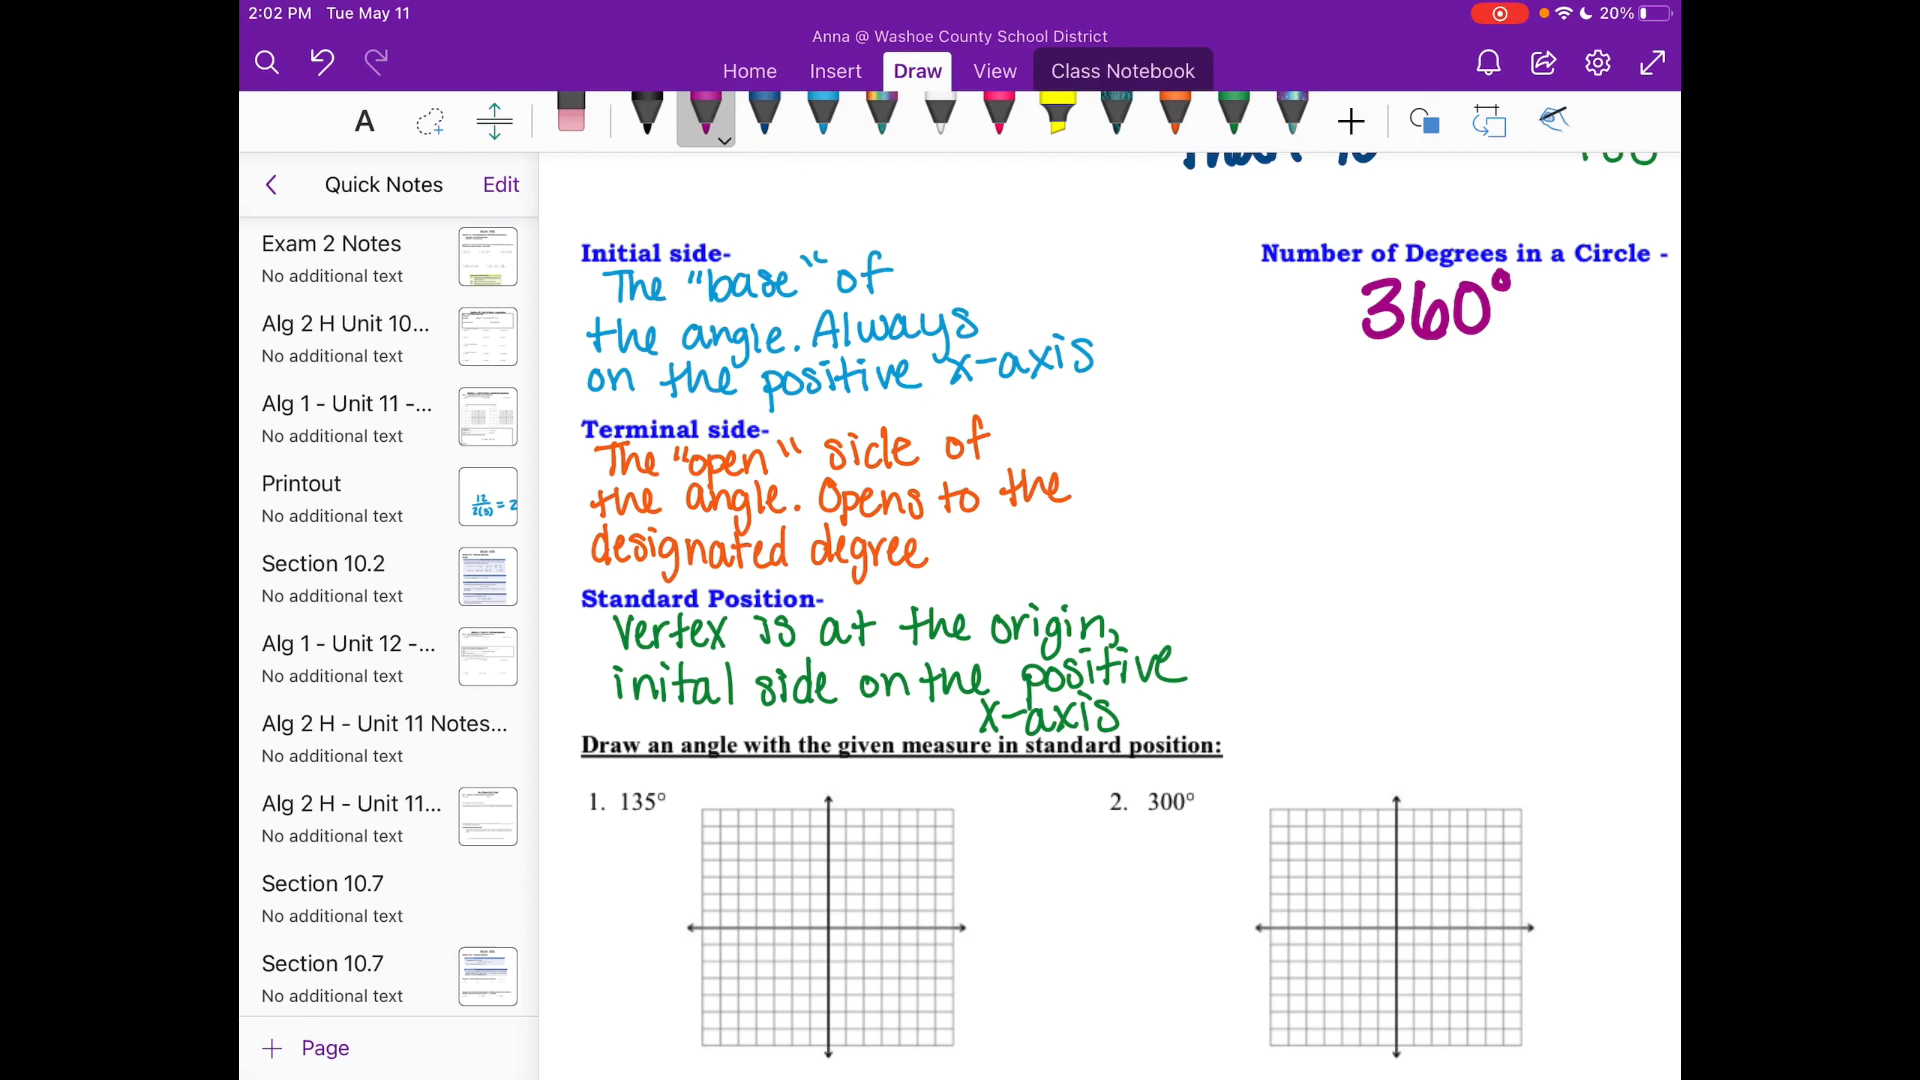 2:02 PM Tue May 11
20%
Anna @ Washoe County School District
Home Insert Draw View Class Notebook
A
Quick Notes Edit
Exam 2 Notes
No additional text
Alg 2 H Unit 10...
No additional text
Alg 1 - Unit 11 -...
No additional text
Printout
No additional text
Section 10.2
No additional text
Alg 1 - Unit 12 -...
No additional text
Alg 2 H - Unit 11 Notes...
No additional text
Alg 2 H - Unit 11...
No additional text
Section 10.7
No additional text
Section 10.7
No additional text
Page
Initial side-
The "base" of
the angle. Always
on the positive x-axis
Terminal side-
The "open" side of
the angle. Opens to the
designated degree
Standard Position-
Vertex is at the origin,
inital side on the positive
x-axis
Number of Degrees in a Circle -
360°
Draw an angle with the given measure in standard position:
1. 135°
2. 300°